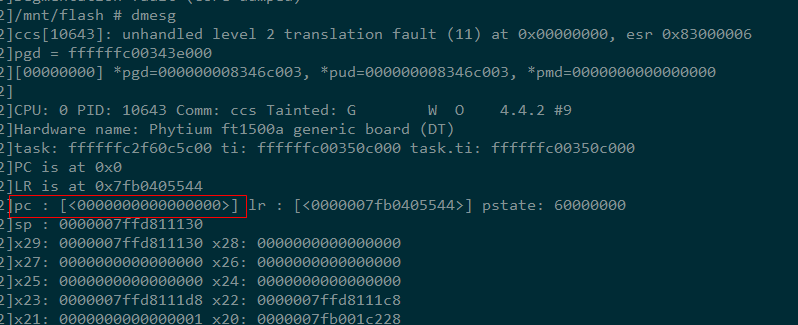 2]/mnt/flash # dmesg
2]ccs[10643]: unhandled level 2 translation fault (11) at 0x00000000, esr 0x83000006
2]pgd = ffffffc00343e000
2][00000000] *pgd=000000008346c003, *pud=000000008346c003, *pmd=0000000000000000
2]
2]CPU: 0 PID: 10643 Comm: ccs Tainted: G        W  O    4.4.2 #9
2]Hardware name: Phytium ft1500a generic board (DT)
2]task: ffffffc2f60c5c00 ti: ffffffc00350c000 task.ti: ffffffc00350c000
2]PC is at 0x0
2]LR is at 0x7fb0405544
2]pc : [<0000000000000000>] lr : [<0000007fb0405544>] pstate: 60000000
2]sp : 0000007ffd811130
2]x29: 0000007ffd811130 x28: 0000000000000000
2]x27: 0000000000000000 x26: 0000000000000000
2]x25: 0000000000000000 x24: 0000000000000000
2]x23: 0000007ffd8111d8 x22: 0000007ffd8111c8
2]x21: 0000000000000001 x20: 0000007fb001c228